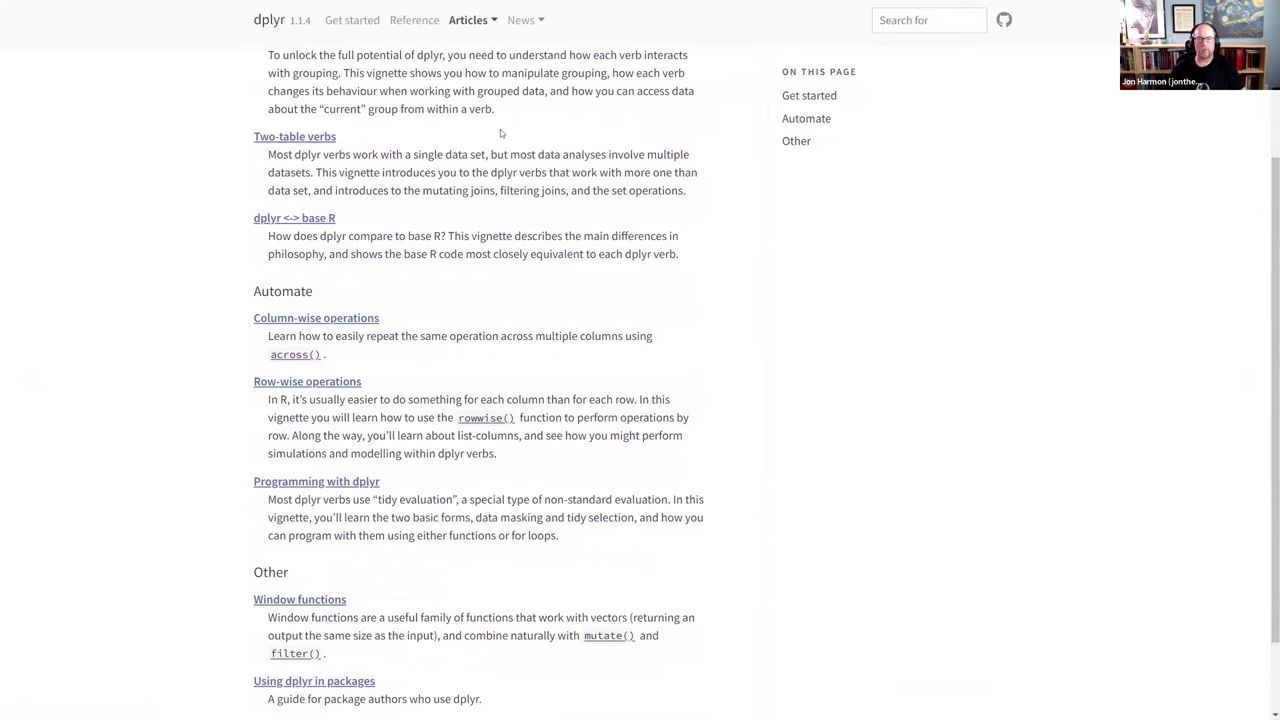 dplyr 1.1.4 Get started Reference Articles News
Search for
To unlock the full potential of dplyr, you need to understand how each verb interacts
with grouping. This vignette shows you how to manipulate grouping, how each verb
changes its behaviour when working with grouped data, and how you can access data
about the “current” group from within a verb.
Two-table verbs
Most dplyr verbs work with a single data set, but most data analyses involve multiple
datasets. This vignette introduces you to the dplyr verbs that work with more one than
data set, and introduces to the mutating joins, filtering joins, and the set operations.
dplyr <-> base R
How does dplyr compare to base R? This vignette describes the main differences in
philosophy, and shows the base R code most closely equivalent to each dplyr verb.
Automate
Column-wise operations
Learn how to easily repeat the same operation across multiple columns using
across() .
Row-wise operations
In R, it’s usually easier to do something for each column than for each row. In this
vignette you will learn how to use the rowwise() function to perform operations by
row. Along the way, you’ll learn about list-columns, and see how you might perform
simulations and modelling within dplyr verbs.
Programming with dplyr
Most dplyr verbs use “tidy evaluation”, a special type of non-standard evaluation. In this
vignette, you’ll learn the two basic forms, data masking and tidy selection, and how you
can program with them using either functions or for loops.
Other
Window functions
Window functions are a useful family of functions that work with vectors (returning an
output the same size as the input), and combine naturally with mutate() and
filter() .
Using dplyr in packages
A guide for package authors who use dplyr.
ON THIS PAGE
Get started
Automate
Other
Jon Harmon (jonthe...